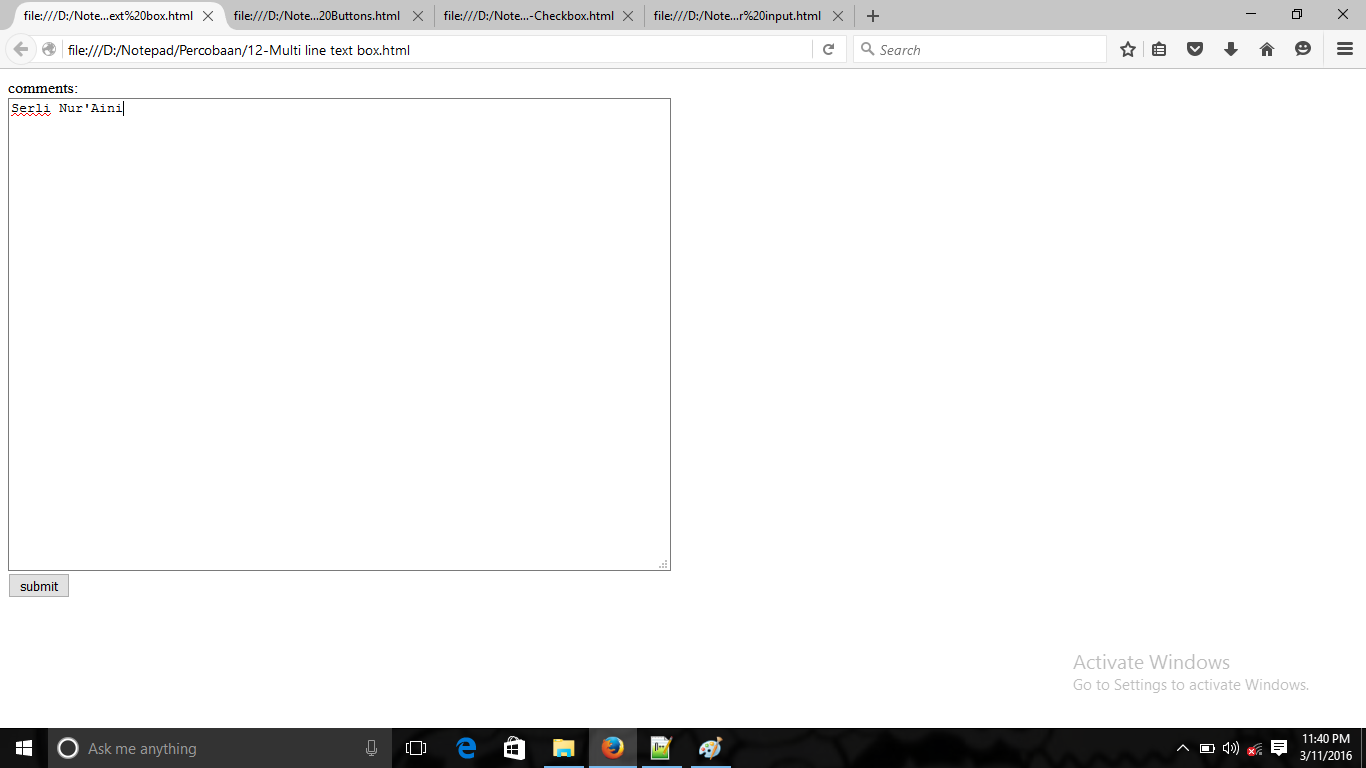 file:///D:/Note...ext%20box.html file:///D:/Note...20Buttons.html file:///D:/Note...-Checkbox.html file:///D:/Note...r%20input.html
file:///D:/Notepad/Percobaan/12-Multi line text box.html Search
comments:
Serli Nur'Aini
submit
Activate Windows
Go to Settings to activate Windows.
Ask me anything
11:40 PM
3/11/2016